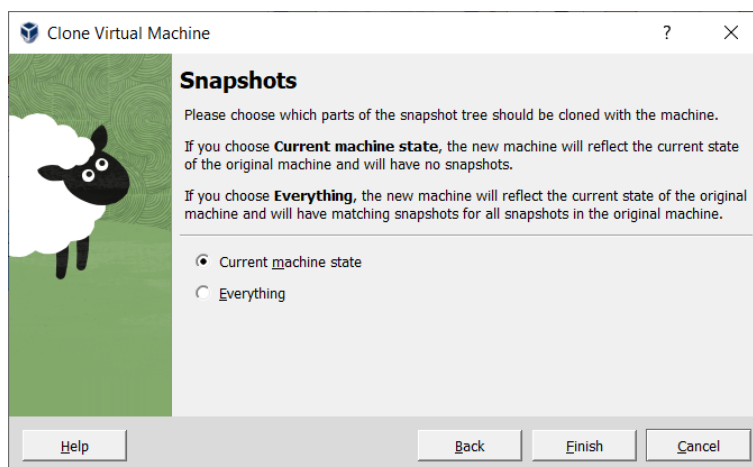 Clone Virtual Machine
?
Snapshots
Please choose which parts of the snapshot tree should be cloned with the machine.
If you choose Current machine state, the new machine will reflect the current state
of the original machine and will have no snapshots.
If you choose Everything, the new machine will reflect the current state of the original
machine and will have matching snapshots for all snapshots in the original machine.
Current machine state
Everything
Help
Back
Finish
Cancel